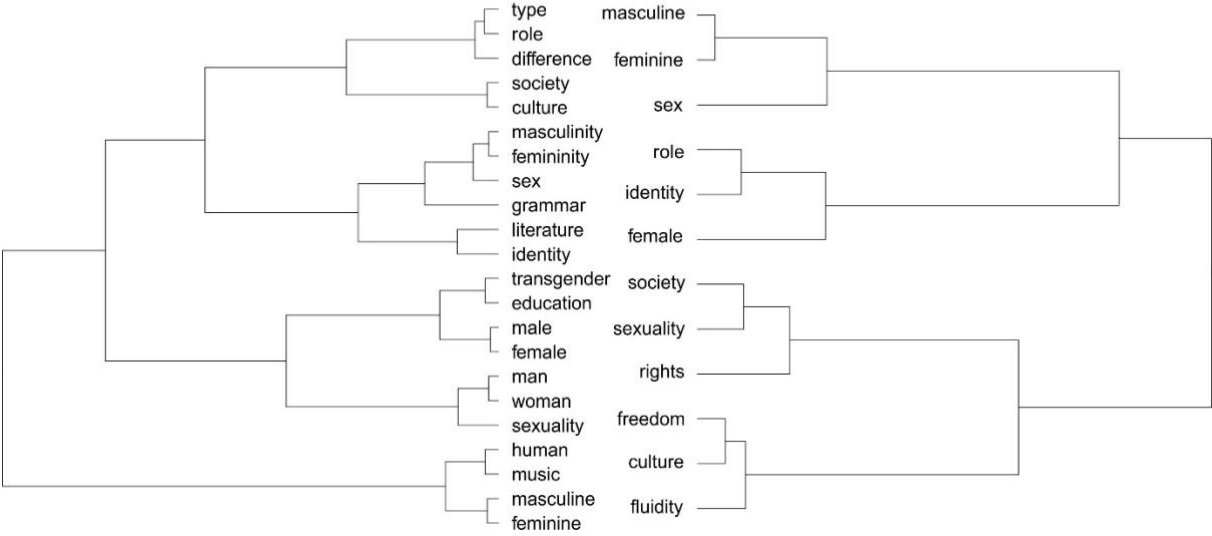 type
role
difference
society
culture
masculinity
femininity
sex
grammar
literature
identity
transgender
education
male
female
man
woman
sexuality
human
music
masculine
feminine
masculine
feminine
sex
role
identity
female
society
sexuality
rights
freedom
culture
fluidity